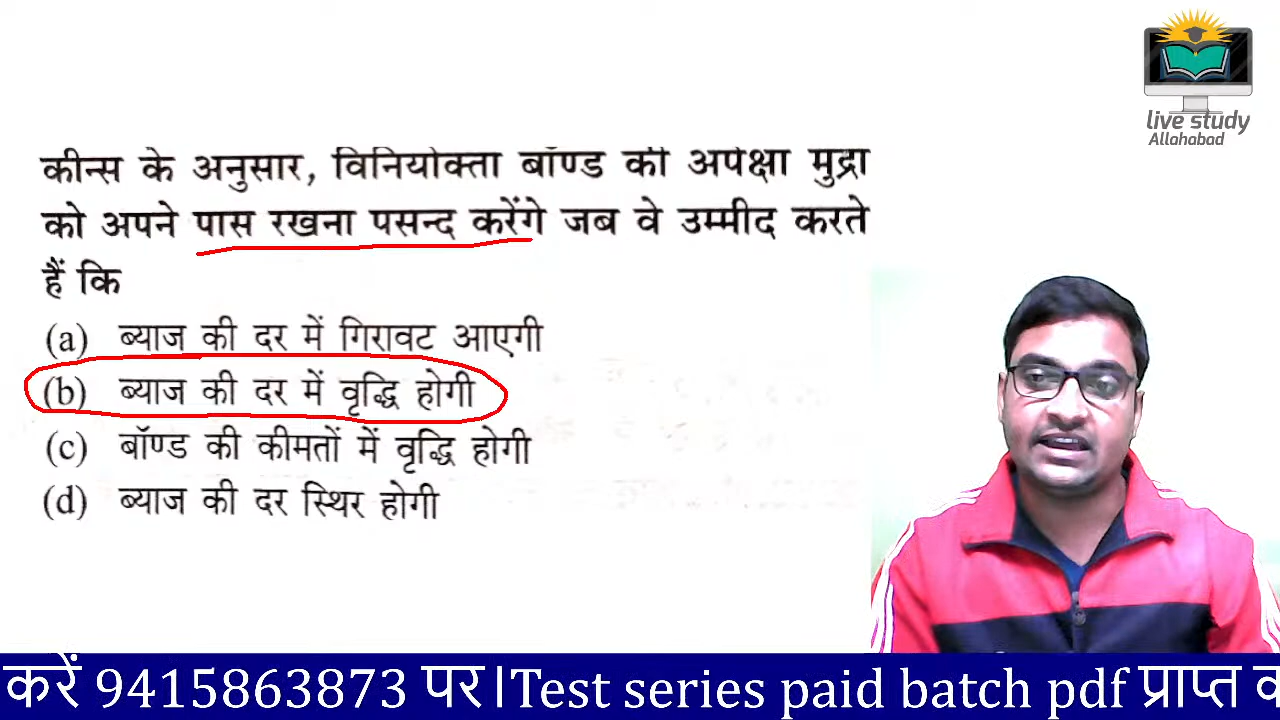 live study
Allahabad
कीन्स के अनुसार, विनियोक्ता बॉण्ड की अपेक्षा मुद्रा
को अपने पास रखना पसन्द करेंगे जब वे उम्मीद करते
हैं कि
(a) ब्याज की दर में गिरावट आएगी
(b) ब्याज की दर में वृद्धि होगी
(c) बॉण्ड की कीमतों में वृद्धि होगी
(d) ब्याज की दर स्थिर होगी
करें 9415863873 पर।Test series paid batch pdf प्राप्त